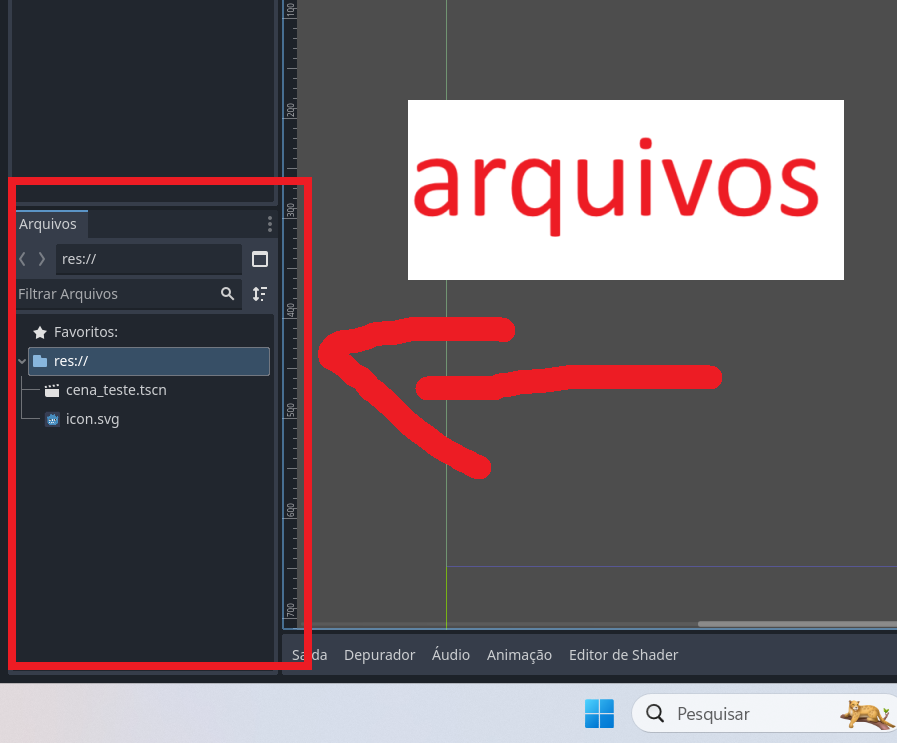 100
200
300
400
500
600
700
arquivos
Arquivos
res://
Filtrar Arquivos
Favoritos:
res://
cena_teste.tscn
icon.svg
Saída Depurador Áudio Animação Editor de Shader
Pesquisar